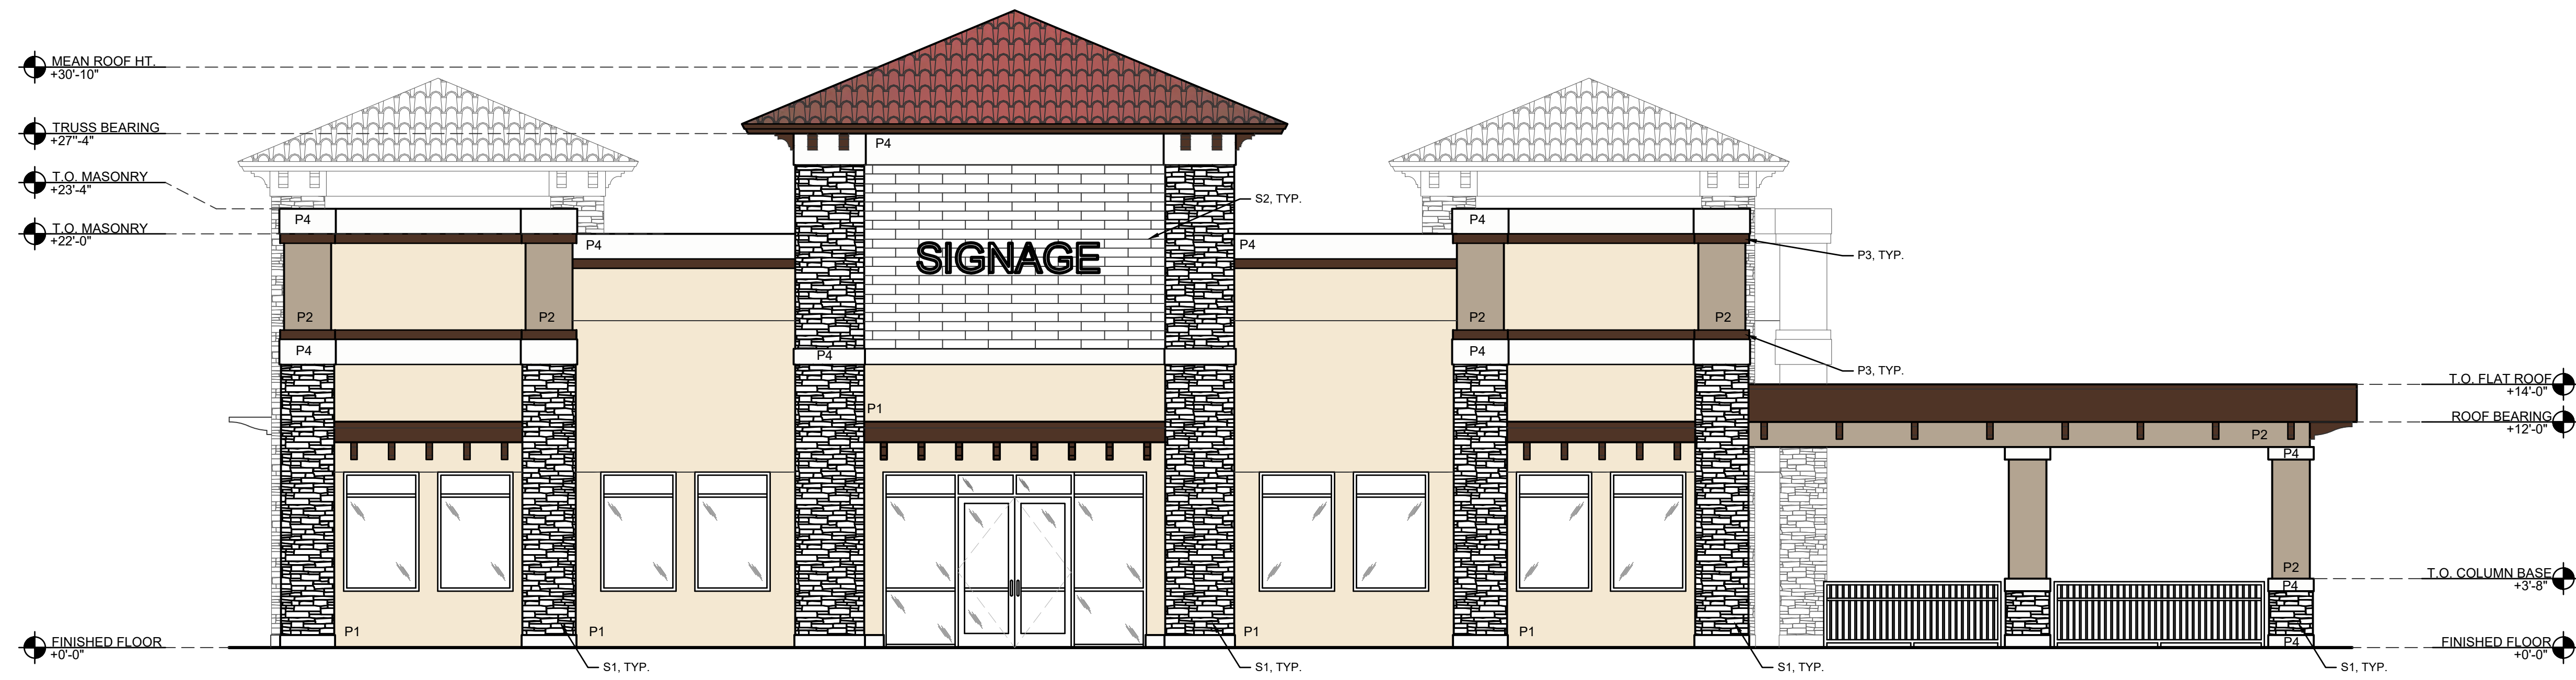 MEAN ROOF HT.
+30'-10"
TRUSS BEARING
+27"-4"
T.O. MASONRY
+23'-4"
T.O. MASONRY
+22'-0"
FINISHED FLOOR
+0'-0"
P4
P2
P2
P4
P1
P4
P1
S1, TYP.
P4
SIGNAGE
S2, TYP.
P4
P1
P4
P1
S1, TYP.
P4
P3, TYP.
P2
P2
P4
P3, TYP.
P1
S1, TYP.
P2
P4
P2
P4
P4
S1, TYP.
T.O. FLAT ROOF
+14'-0"
ROOF BEARING
+12'-0"
T.O. COLUMN BASE
+3'-8"
FINISHED FLOOR
+0'-0"